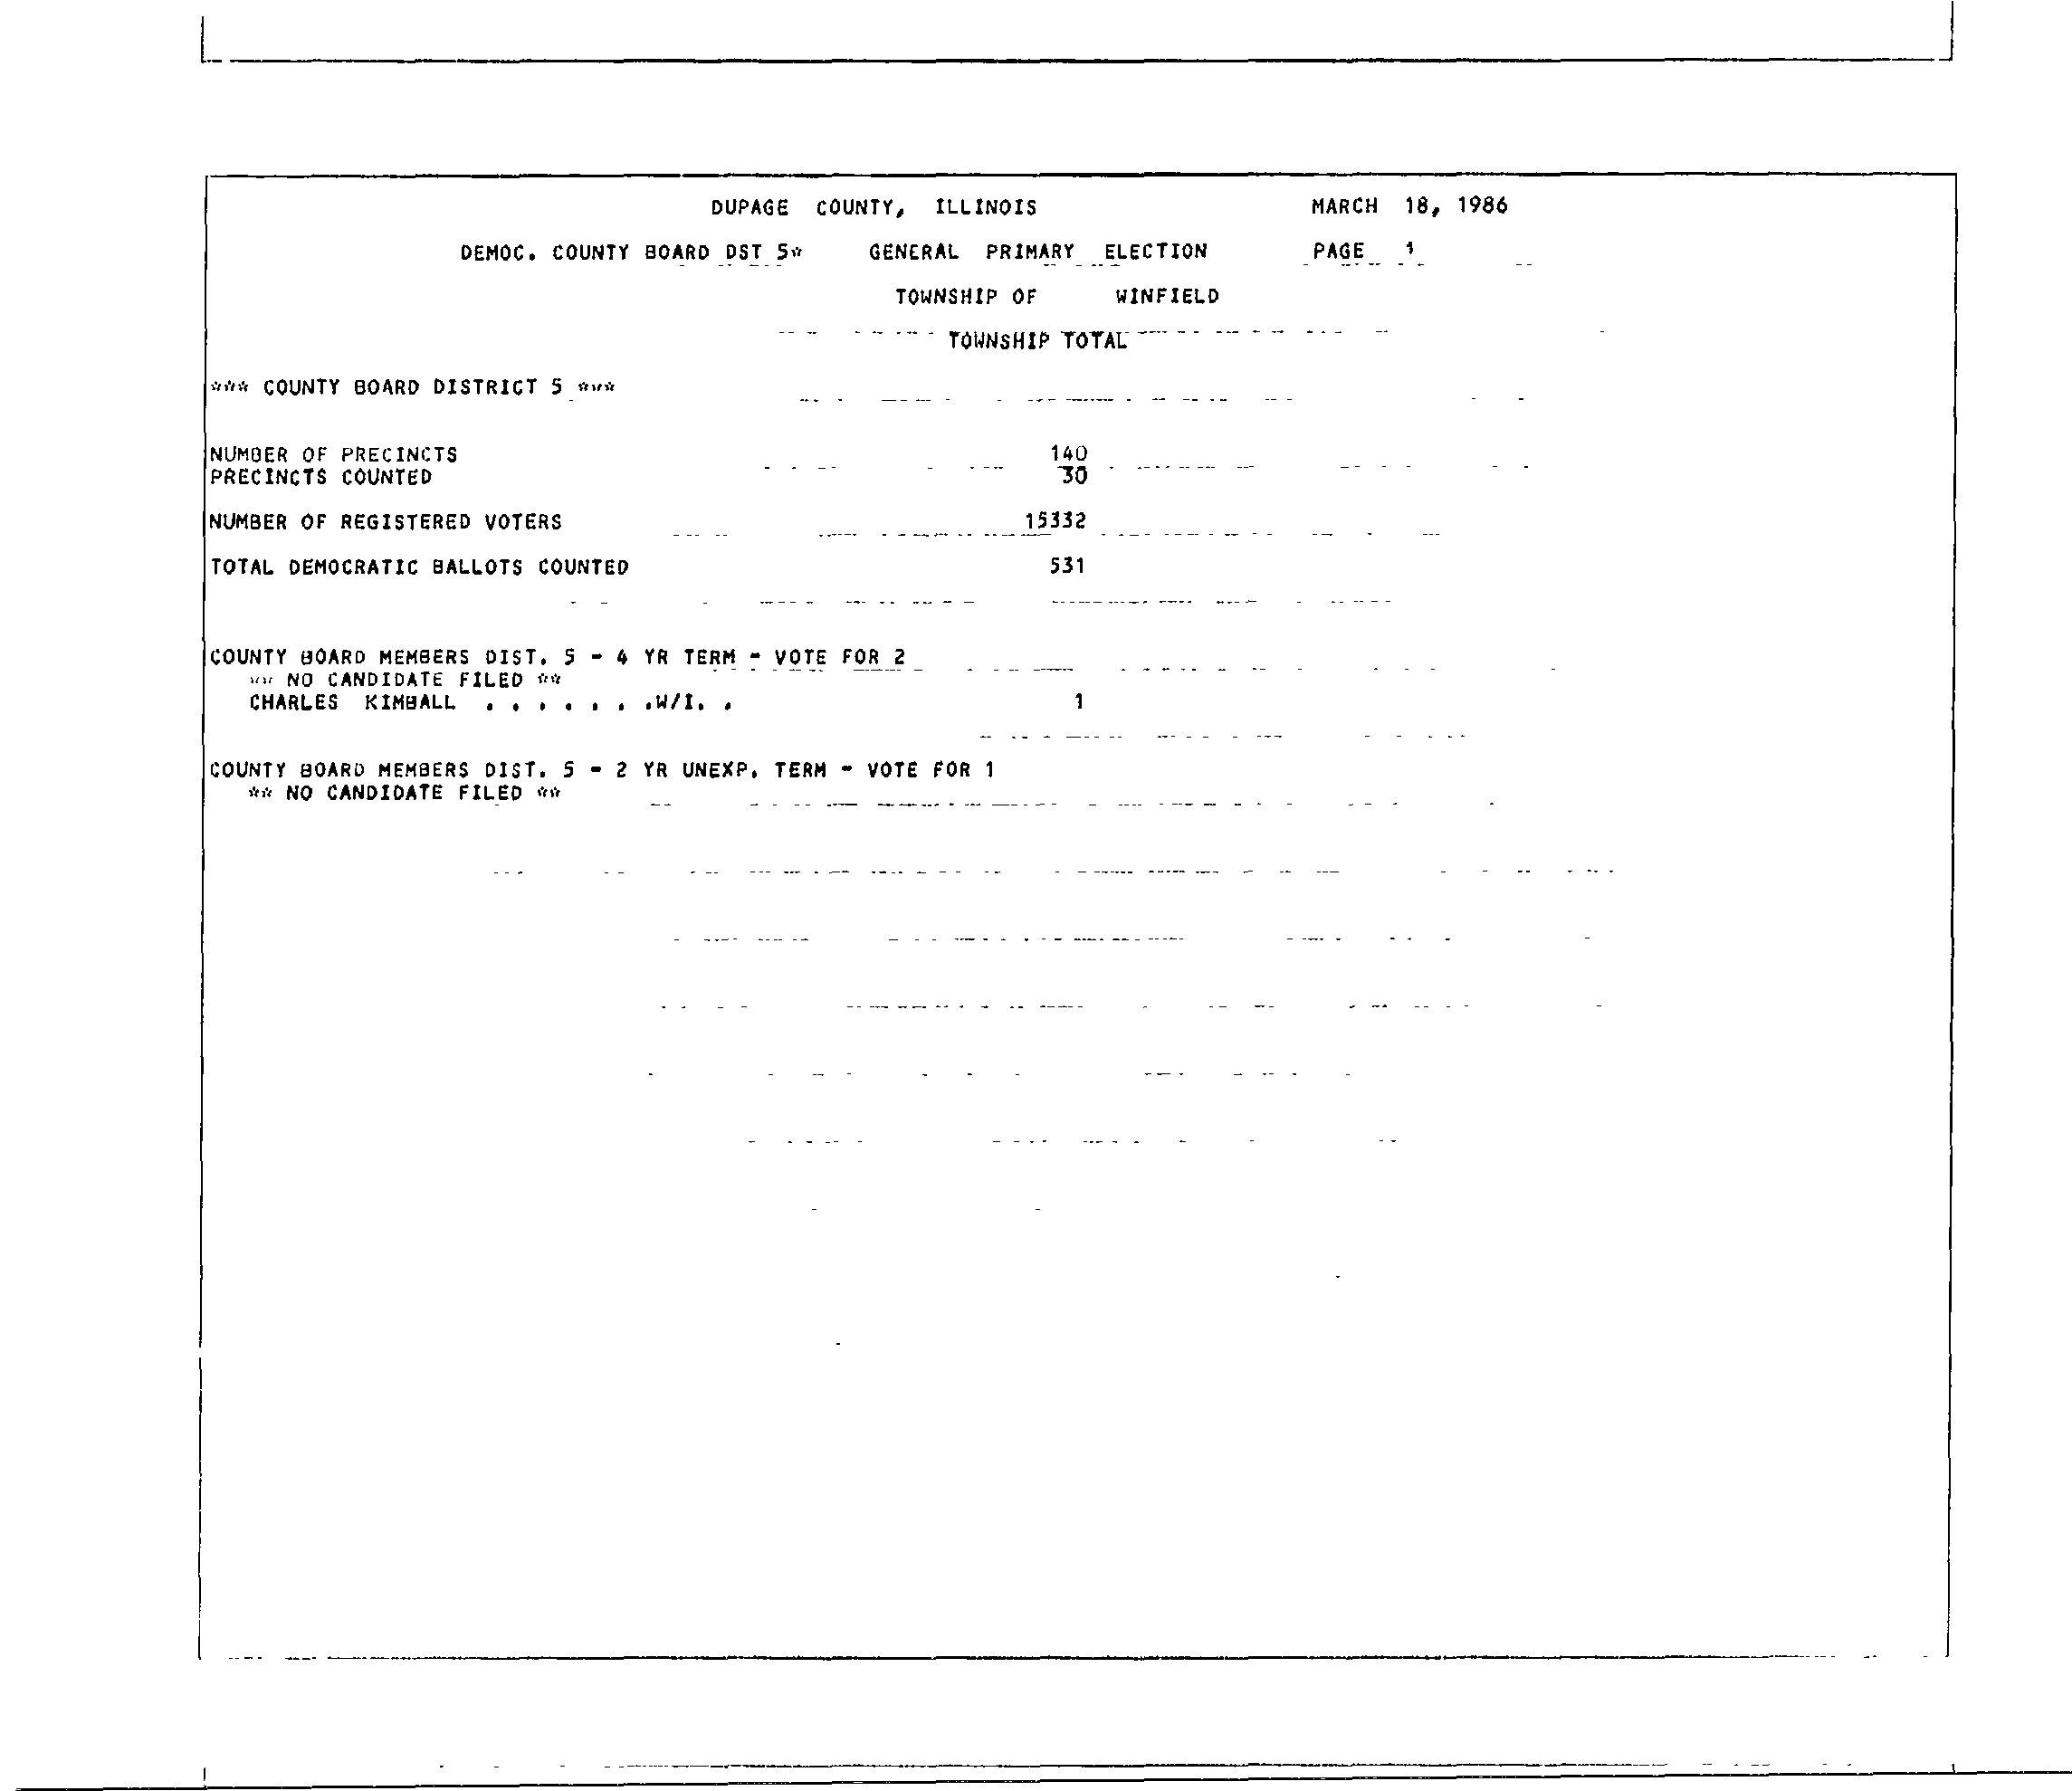 DUPAGE COUNTY, ILLINOIS MARCH 18, 1986
DEMOC. COUNTY BOARD DST 5* GENERAL PRIMARY ELECTION PAGE 1
TOWNSHIP OF WINFIELD
TOWNSHIP TOTAL
*** COUNTY BOARD DISTRICT 5 ***
NUMBER OF PRECINCTS 140
PRECINCTS COUNTED 30
NUMBER OF REGISTERED VOTERS 15332
TOTAL DEMOCRATIC BALLOTS COUNTED 531
COUNTY BOARD MEMBERS DIST. 5 - 4 YR TERM - VOTE FOR 2
** NO CANDIDATE FILED **
CHARLES KIMBALL . . . . . . .W/I. . 1
COUNTY BOARD MEMBERS DIST. 5 - 2 YR UNEXP. TERM - VOTE FOR 1
** NO CANDIDATE FILED **